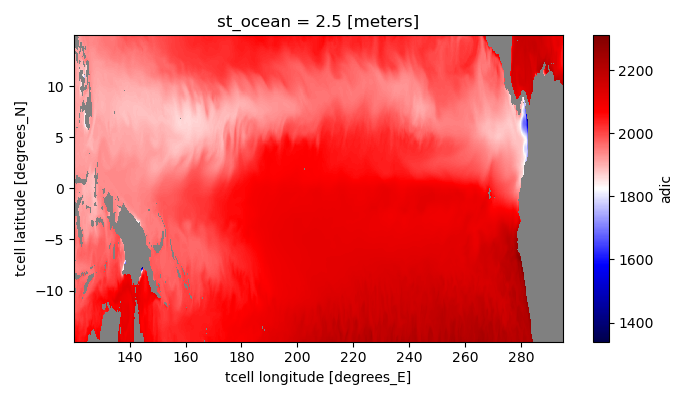 st_ocean = 2.5 [meters]
tcell latitude [degrees_N]
10
5
0
−5
−10
140 160 180 200 220 240 260 280
tcell longitude [degrees_E]
2200
2000
1800
1600
1400
adic